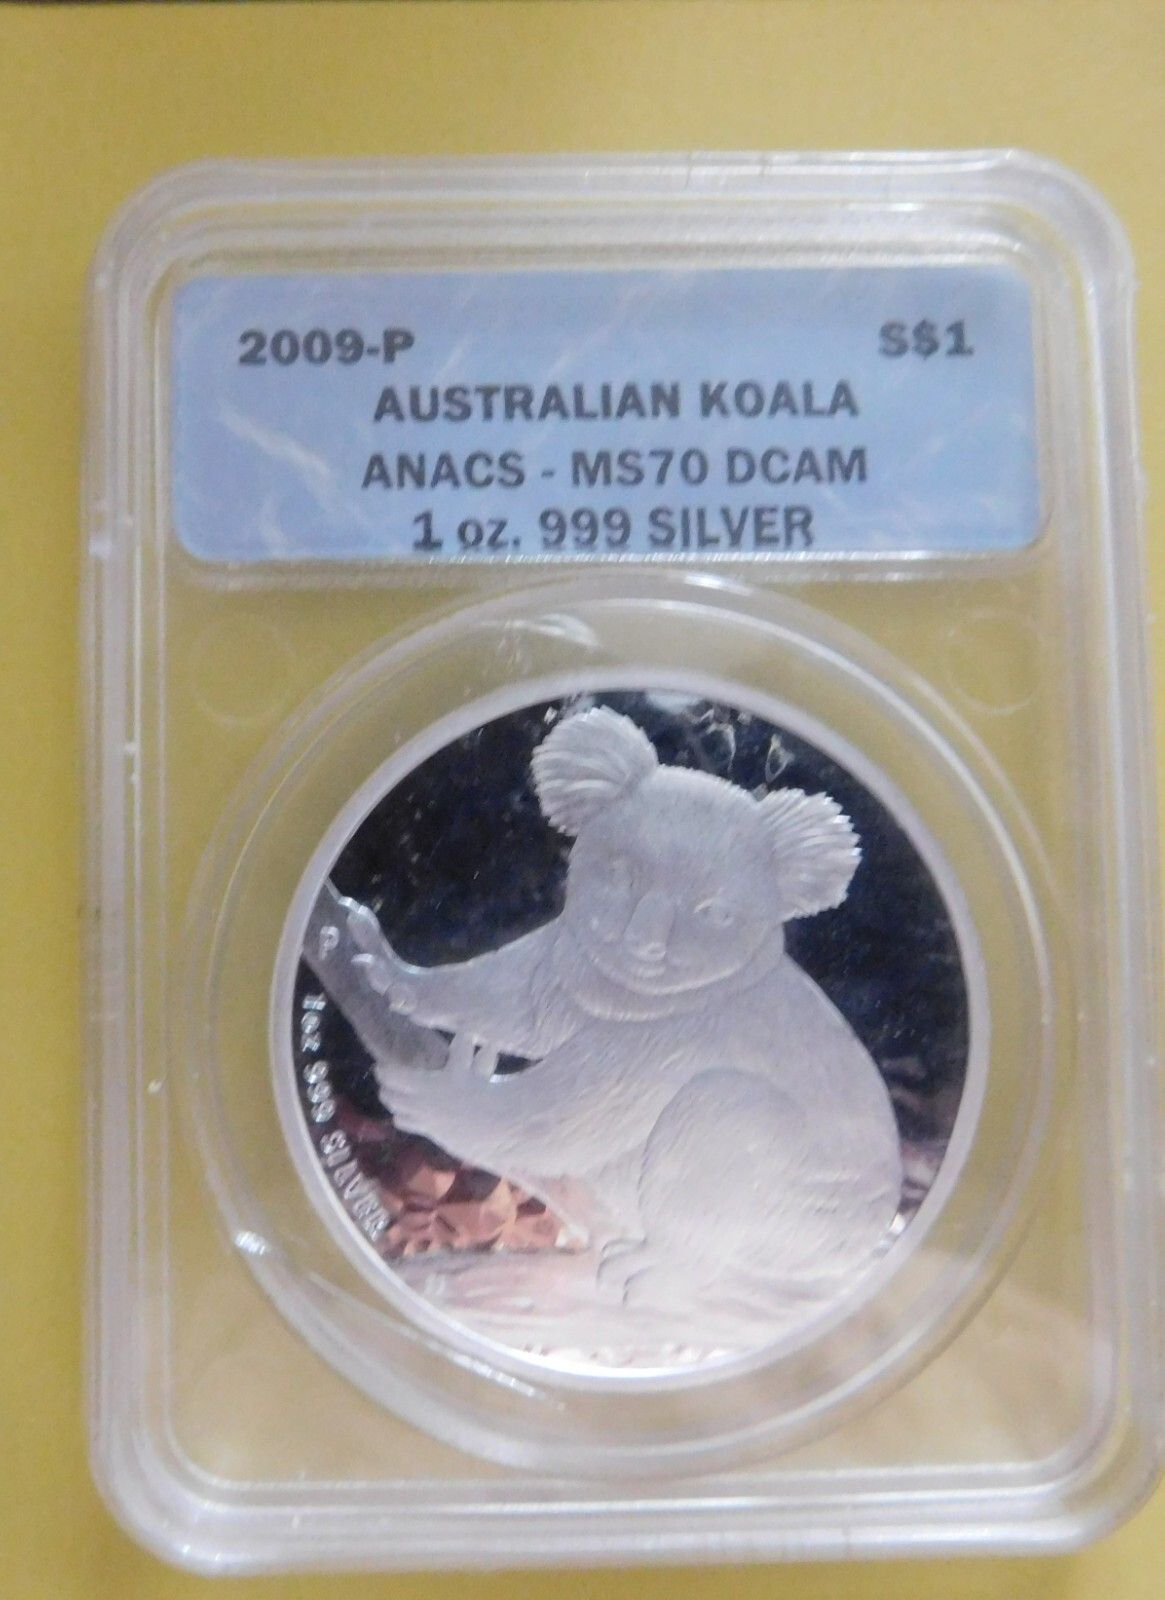 2009-P S$1
AUSTRALIAN KOALA
ANACS - MS70 DCAM
1 oz. 999 SILVER
P
1oz 999 SILVER